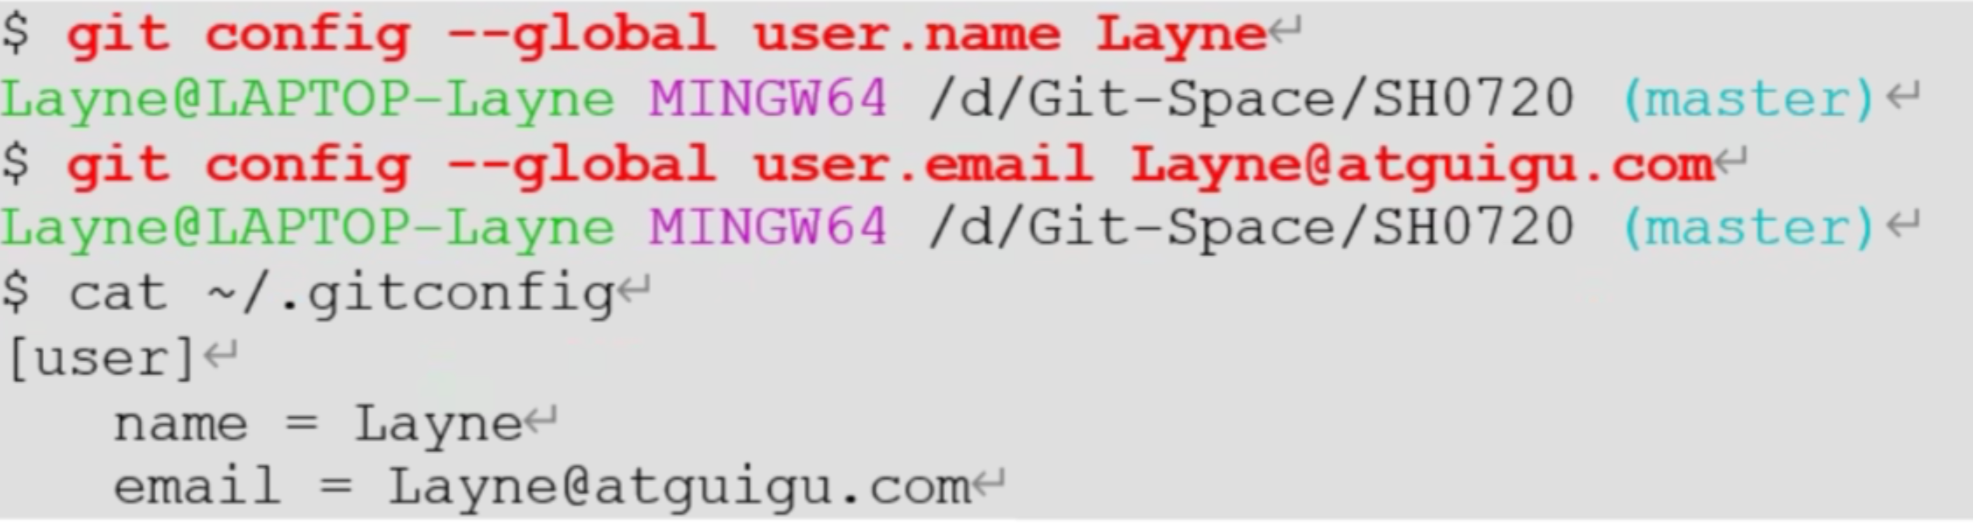 $ git config --global user.name Layne↵
Layne@LAPTOP-Layne MINGW64 /d/Git-Space/SH0720 (master)↵
$ git config --global user.email Layne@atguigu.com↵
Layne@LAPTOP-Layne MINGW64 /d/Git-Space/SH0720 (master)↵
$ cat ~/.gitconfig↵
[user]↵
name = Layne↵
email = Layne@atguigu.com↵